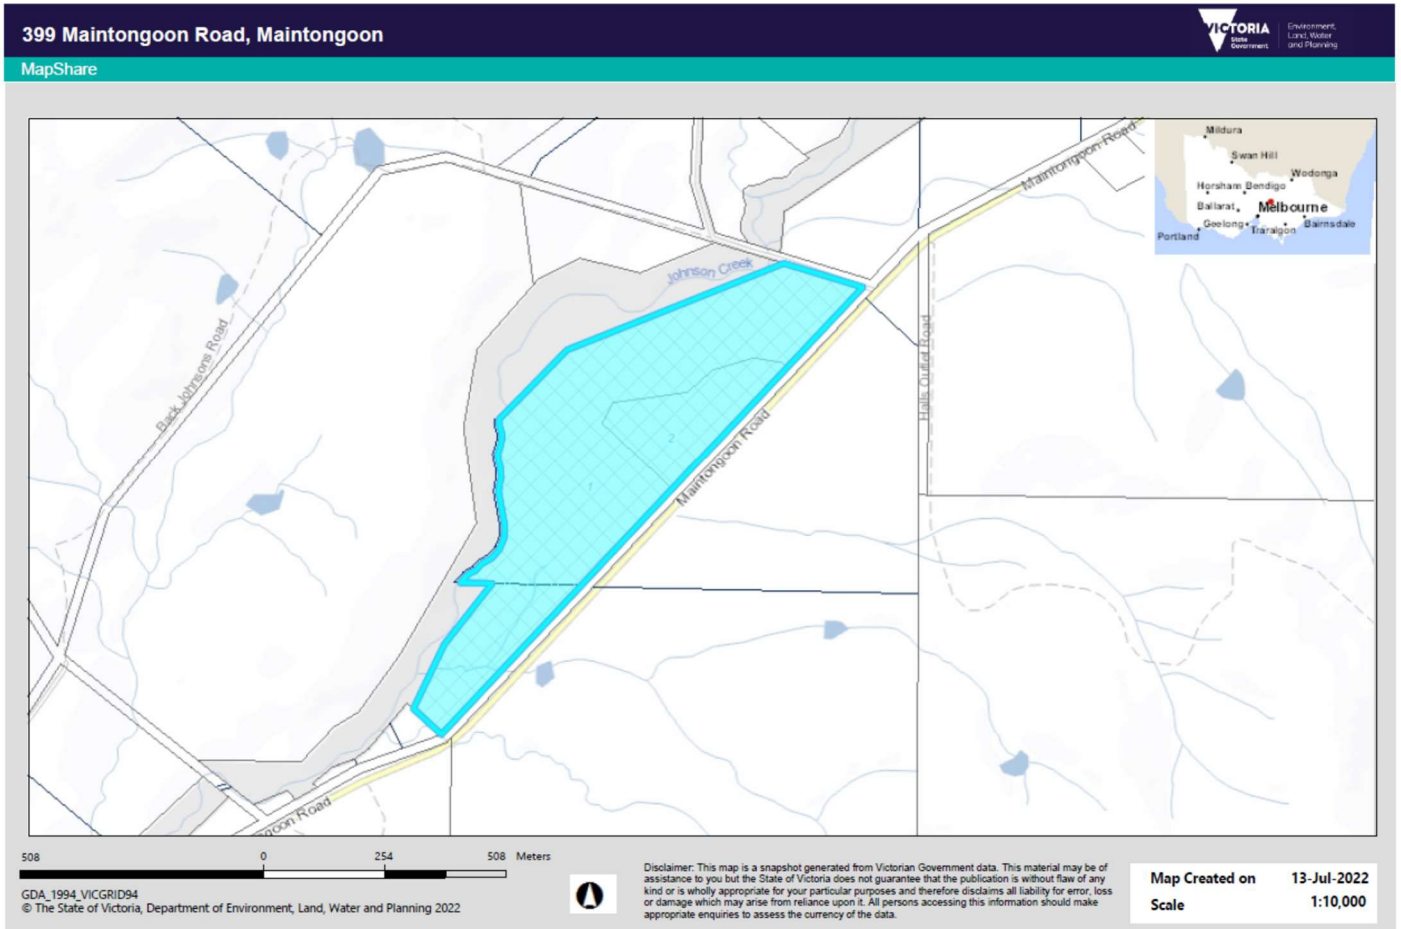 399 Maintongoon Road, Maintongoon
VICTORIA
State
Government
Environment,
Land, Water
and Planning
MapShare
Maintongoon Road
Mildura
Swan Hill
Wodonga
Horsham Bendigo
Ballarat
Melbourne
Geelong
Traralgon
Bairnsdale
Portland
Johnson Creek
Back Johnsons Road
Halls Outlet Road
2
1
Maintongoon Road
goon Road
508 0 254 508 Meters
GDA_1994_VICGRID94
© The State of Victoria, Department of Environment, Land, Water and Planning 2022
Disclaimer: This map is a snapshot generated from Victorian Government data. This material may be of
assistance to you but the State of Victoria does not guarantee that the publication is without flaw of any
kind or is wholly appropriate for your particular purposes and therefore disclaims all liability for error, loss
or damage which may arise from reliance upon it. All persons accessing this information should make
appropriate enquiries to assess the currency of the data.
Map Created on 13-Jul-2022
Scale 1:10,000